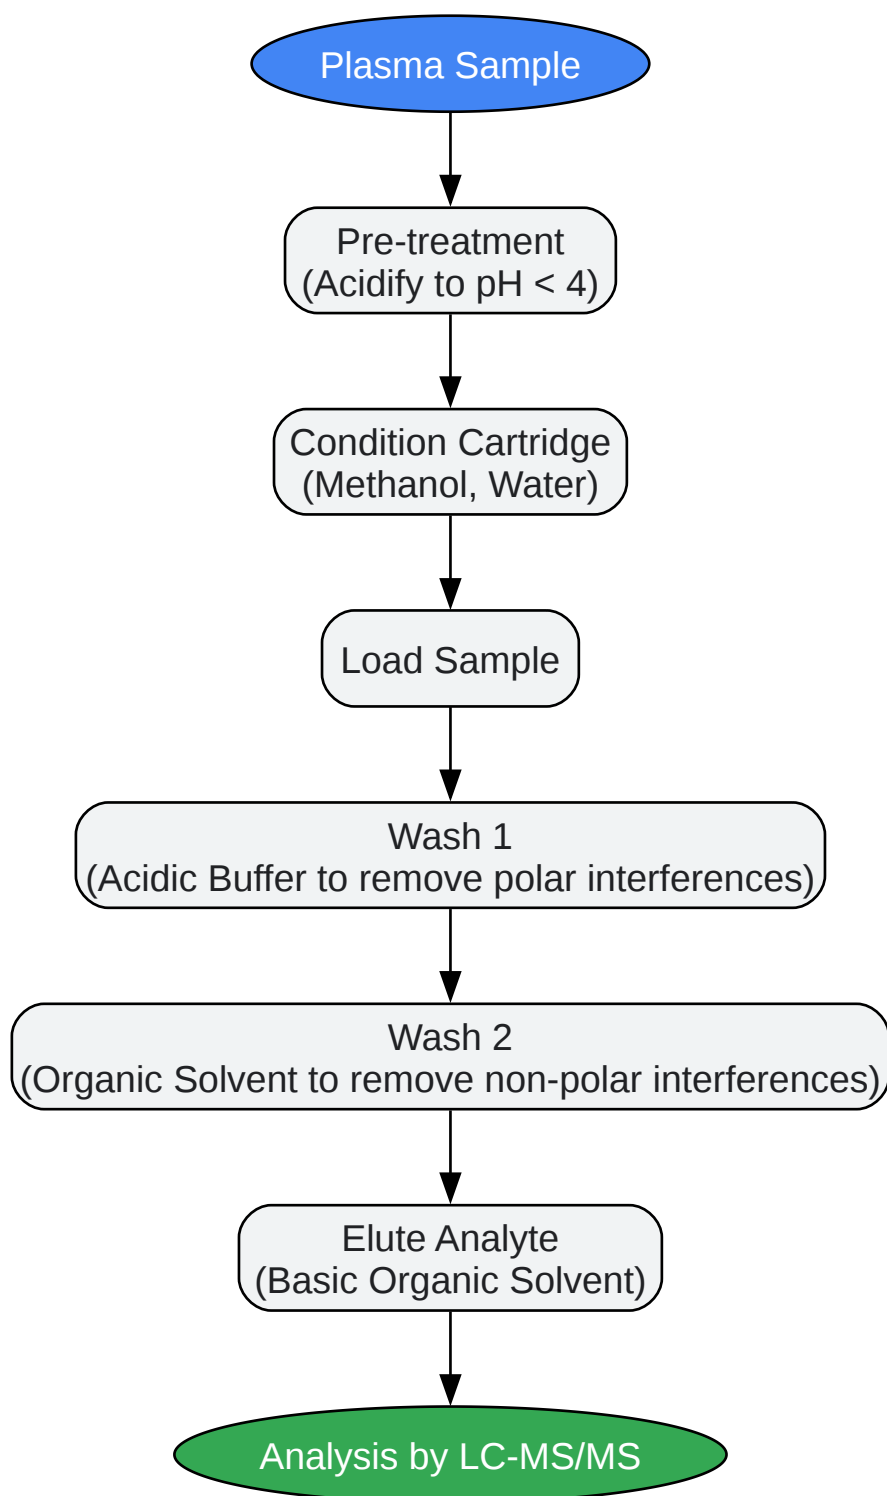 Plasma Sample
Pre-treatment
(Acidify to pH < 4)
Condition Cartridge
(Methanol, Water)
Load Sample
Wash 1
(Acidic Buffer to remove polar interferences)
Wash 2
(Organic Solvent to remove non-polar interferences)
Elute Analyte
(Basic Organic Solvent)
Analysis by LC-MS/MS